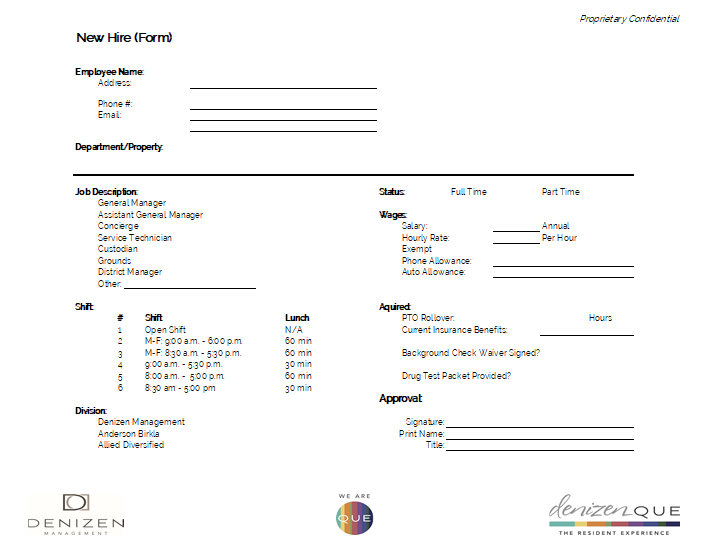 Proprietary Confidential
New Hire (Form)
Employee Name:
Address:
Phone #:
Email:
Department/Property:
Job Description:
General Manager
Assistant General Manager
Concierge
Service Technician
Custodian
Grounds
District Manager
Other:
Status: Full Time Part Time
Wages:
Salary: Annual
Hourly Rate: Per Hour
Exempt
Phone Allowance:
Auto Allowance:
Shift:
# Shift Lunch
1 Open Shift N/A
2 M-F: 9:00 a.m. - 6:00 p.m. 60 min
3 M-F: 8:30 a.m. - 5:30 p.m. 60 min
4 9:00 a.m. - 5:30 p.m. 30 min
5 8:00 a.m. - 5:00 p.m. 60 min
6 8:30 am - 5:00 pm 30 min
Aquired:
PTO Rollover: Hours
Current Insurance Benefits:
Background Check Waiver Signed?
Drug Test Packet Provided?
Division:
Denizen Management
Anderson Birkla
Allied Diversified
Approval:
Signature:
Print Name:
Title:
DENIZEN
MANAGEMENT
WE ARE
QUE
denizen QUE
THE RESIDENT EXPERIENCE